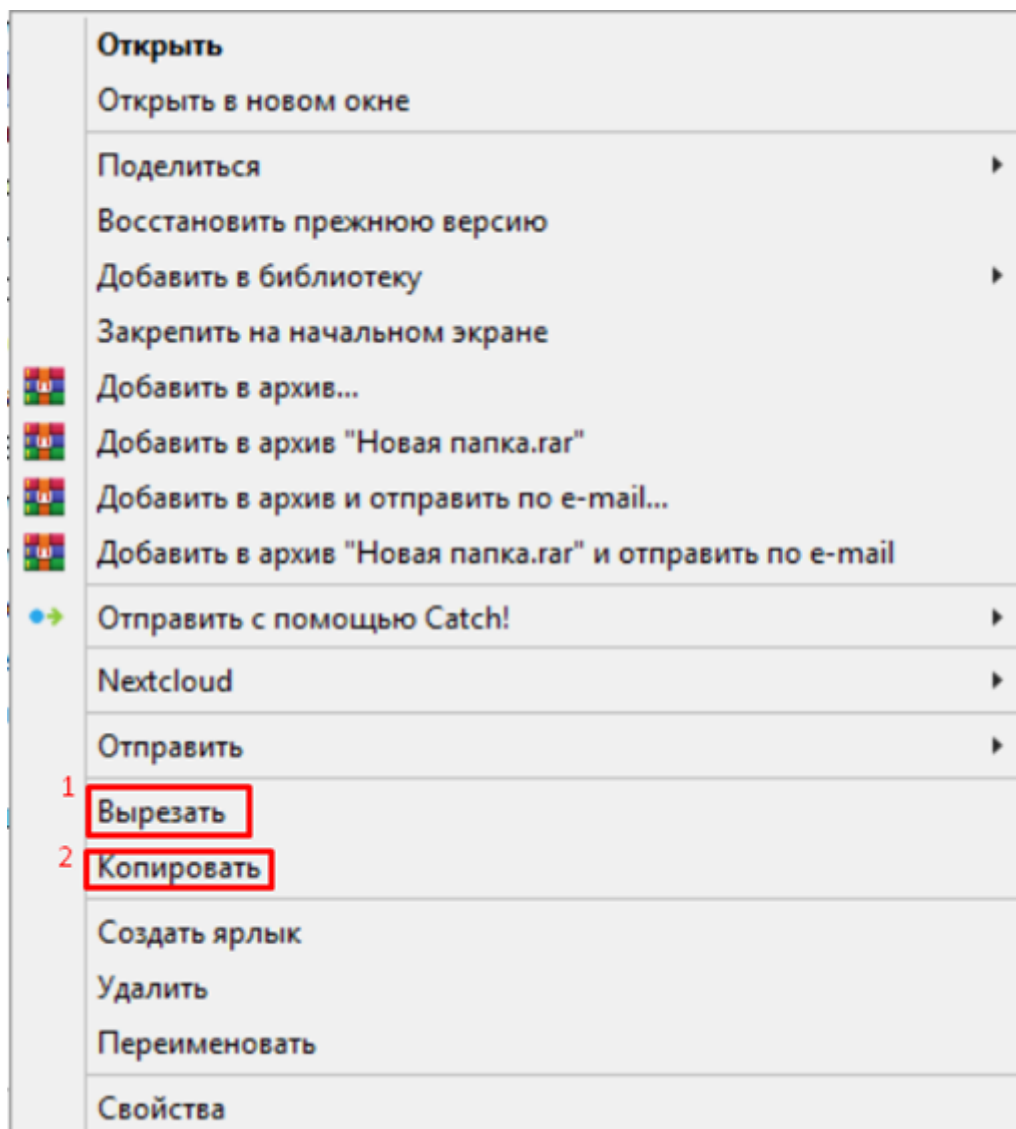 Открыть
Открыть в новом окне
Поделиться
Восстановить прежнюю версию
Добавить в библиотеку
Закрепить на начальном экране
Добавить в архив...
Добавить в архив "Новая папка.rar"
Добавить в архив и отправить по e-mail...
Добавить в архив "Новая папка.rar" и отправить по e-mail
Отправить с помощью Catch!
Nextcloud
Отправить
1 Вырезать
2 Копировать
Создать ярлык
Удалить
Переименовать
Свойства